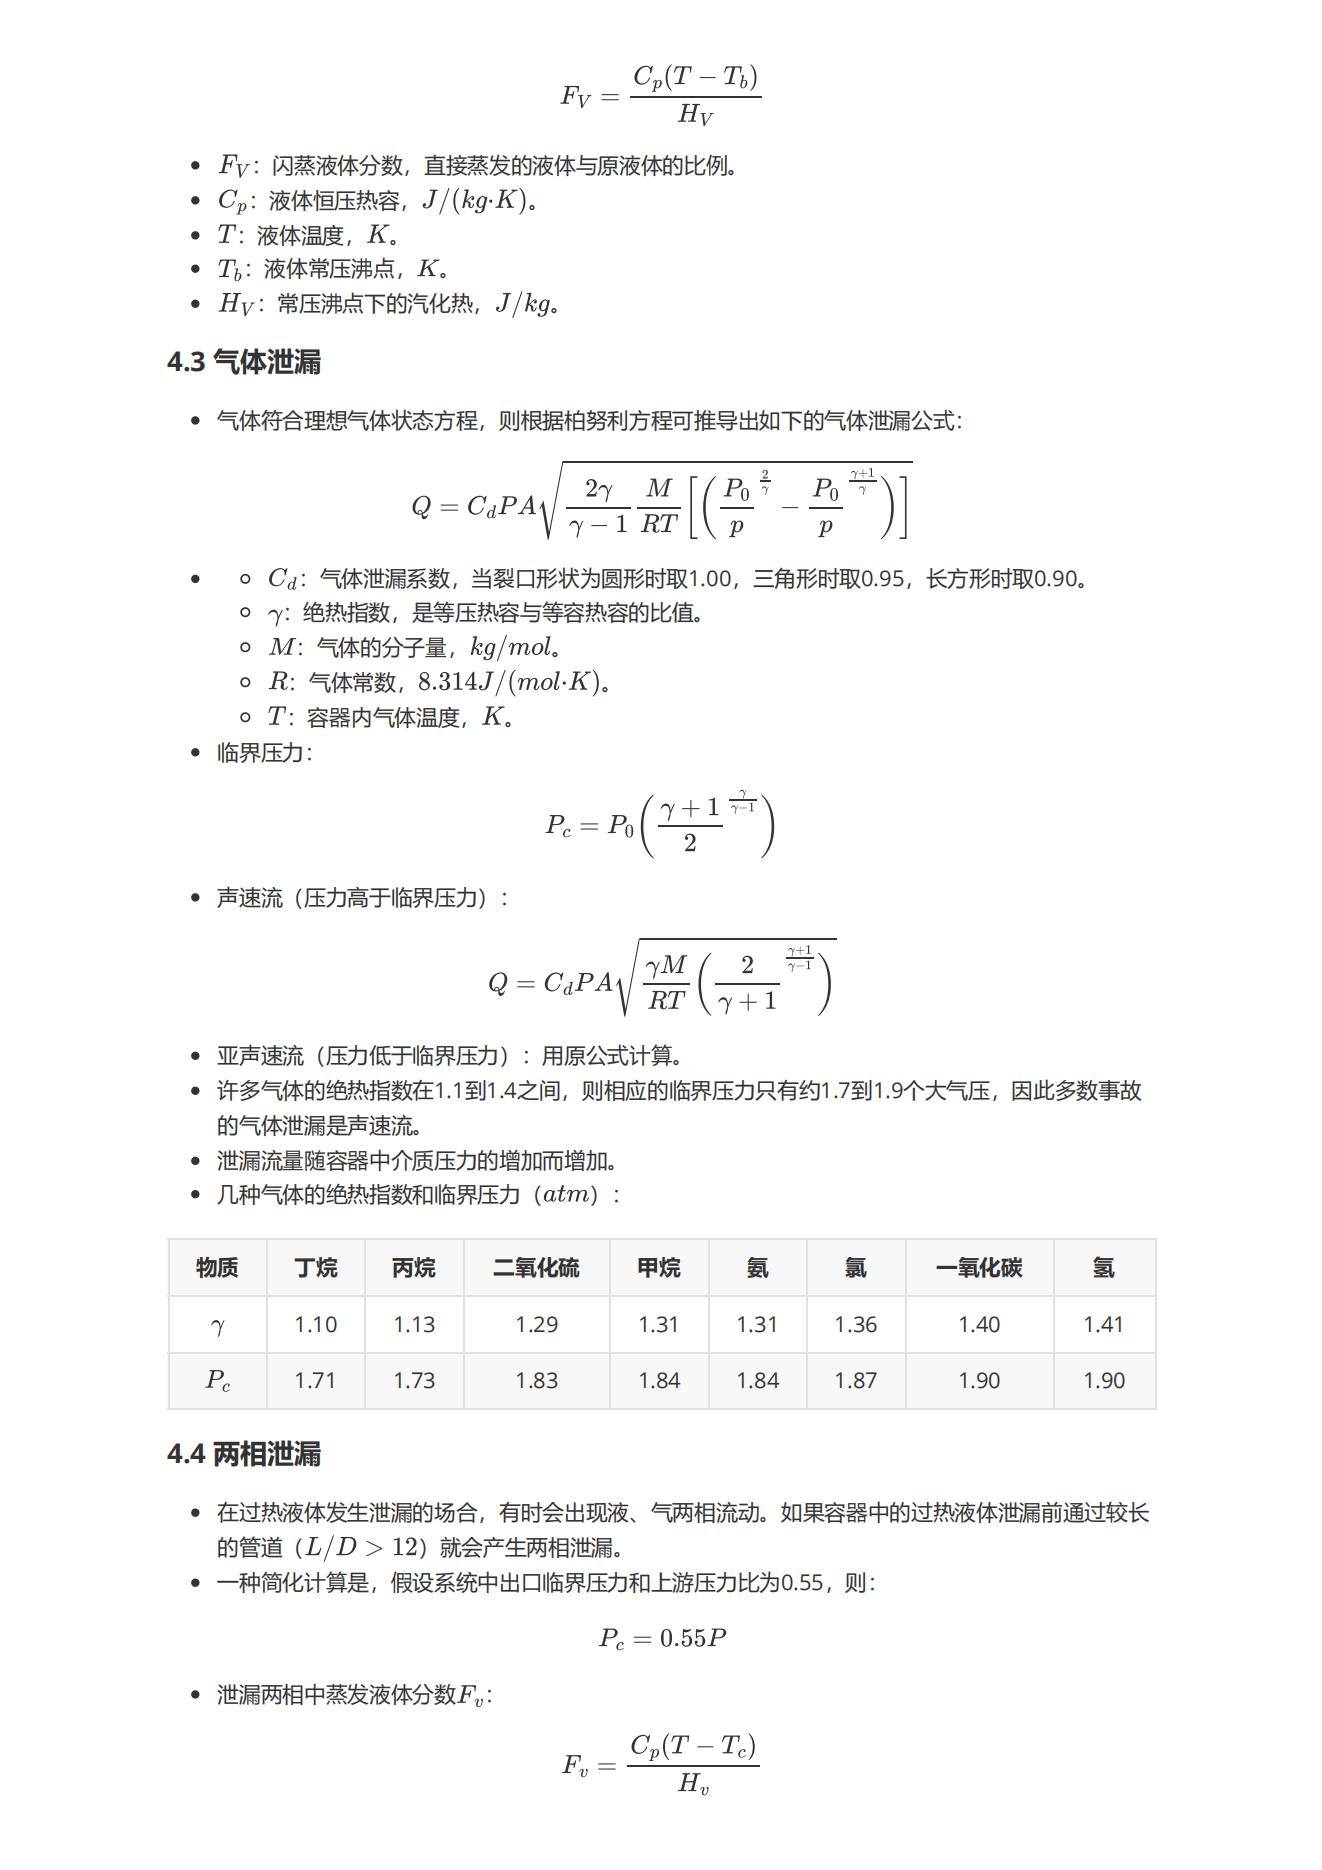 F_V = \frac{C_p(T - T_b)}{H_V}
• F_V：闪蒸液体分数，直接蒸发的液体与原液体的比例。
• C_p：液体恒压热容，J/(kg·K)。
• T：液体温度，K。
• T_b：液体常压沸点，K。
• H_V：常压沸点下的汽化热，J/kg。
4.3 气体泄漏
• 气体符合理想气体状态方程，则根据柏努利方程可推导出如下的气体泄漏公式：
Q = C_d P A \sqrt{\frac{2\gamma}{\gamma - 1} \frac{M}{RT} \left[ \left( \frac{P_0}{p}^{\frac{2}{\gamma}} - \frac{P_0}{p}^{\frac{\gamma+1}{\gamma}} \right) \right]}
• ◦ C_d：气体泄漏系数，当裂口形状为圆形时取1.00，三角形时取0.95，长方形时取0.90。
◦ γ：绝热指数，是等压热容与等容热容的比值。
◦ M：气体的分子量，kg/mol。
◦ R：气体常数，8.314J/(mol·K)。
◦ T：容器内气体温度，K。
• 临界压力：
P_c = P_0 \left( \frac{\gamma + 1}{2}^{\frac{\gamma}{\gamma-1}} \right)
• 声速流（压力高于临界压力）：
Q = C_d P A \sqrt{\frac{\gamma M}{RT} \left( \frac{2}{\gamma + 1}^{\frac{\gamma+1}{\gamma-1}} \right)}
• 亚声速流（压力低于临界压力）：用原公式计算。
• 许多气体的绝热指数在1.1到1.4之间，则相应的临界压力只有约1.7到1.9个大气压，因此多数事故
的气体泄漏是声速流。
• 泄漏流量随容器中介质压力的增加而增加。
• 几种气体的绝热指数和临界压力（atm）：
物质 丁烷 丙烷 二氧化硫 甲烷 氨 氯 一氧化碳 氢
γ 1.10 1.13 1.29 1.31 1.31 1.36 1.40 1.41
P_c 1.71 1.73 1.83 1.84 1.84 1.87 1.90 1.90
4.4 两相泄漏
• 在过热液体发生泄漏的场合，有时会出现液、气两相流动。如果容器中的过热液体泄漏前通过较长
的管道（L/D > 12）就会产生两相泄漏。
• 一种简化计算是，假设系统中出口临界压力和上游压力比为0.55，则：
P_c = 0.55P
• 泄漏两相中蒸发液体分数F_v：
F_v = \frac{C_p(T - T_c)}{H_v}